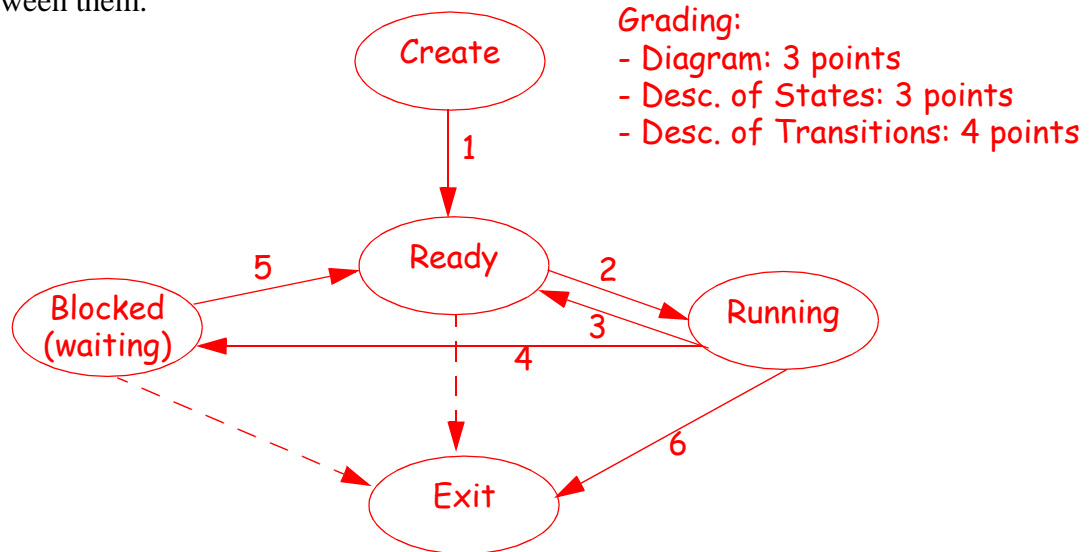 them.
Grading:
- Diagram: 3 points
- Desc. of States: 3 points
- Desc. of Transitions: 4 points
Create
1
Ready
5
2
Blocked
(waiting)
Running
3
4
6
Exit